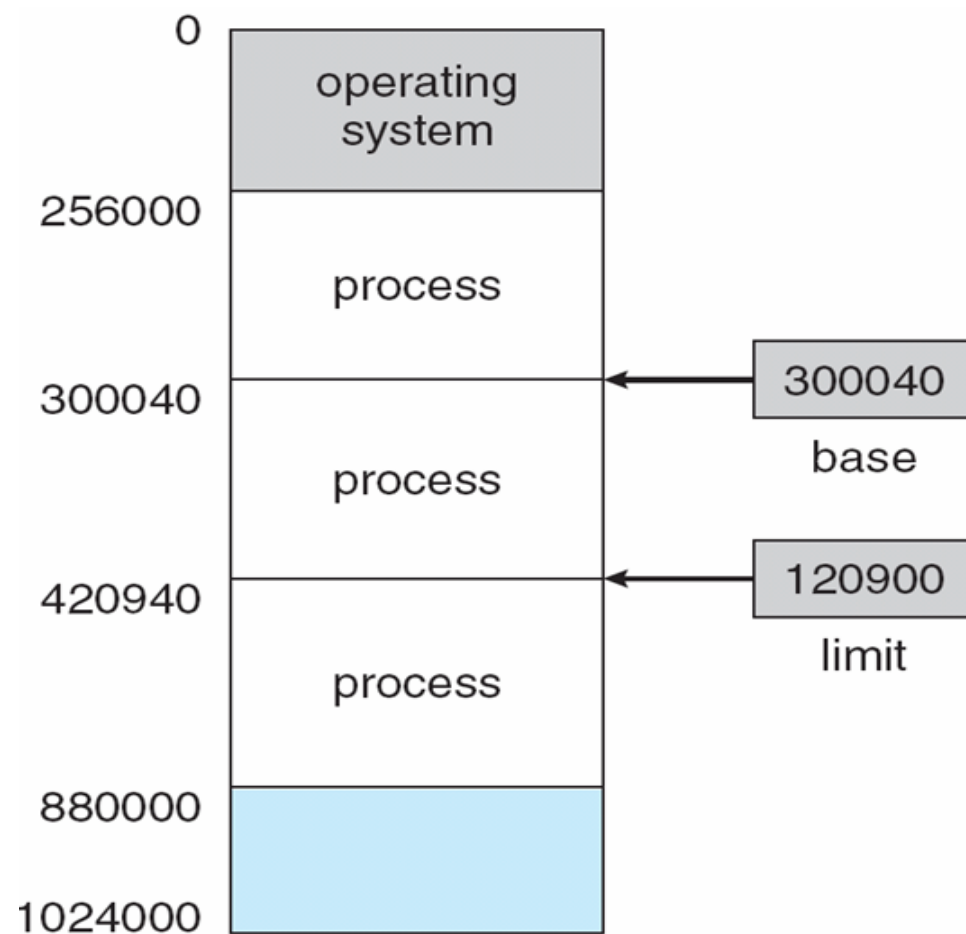 0
operating
system
256000
process
300040
300040
base
process
120900
420940
limit
process
880000
1024000